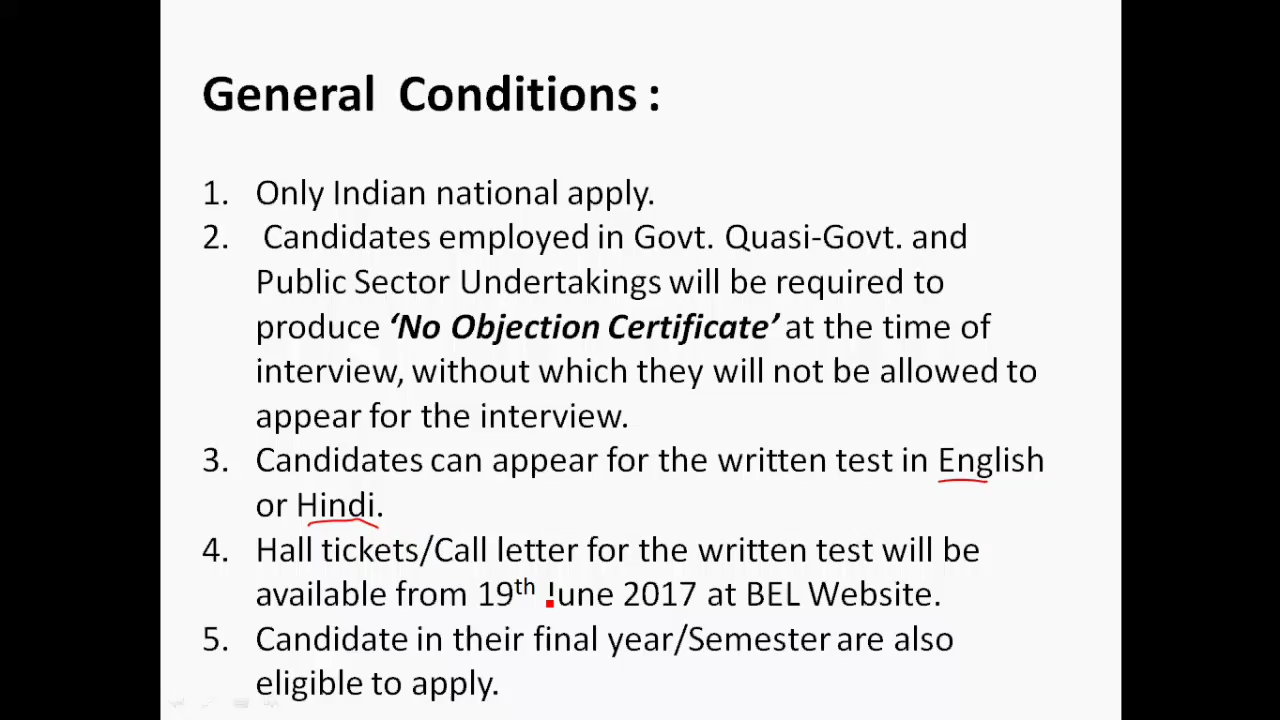 General Conditions :
1. Only Indian national apply.
2. Candidates employed in Govt. Quasi-Govt. and
Public Sector Undertakings will be required to
produce ‘No Objection Certificate’ at the time of
interview, without which they will not be allowed to
appear for the interview.
3. Candidates can appear for the written test in English
or Hindi.
4. Hall tickets/Call letter for the written test will be
available from 19th June 2017 at BEL Website.
5. Candidate in their final year/Semester are also
eligible to apply.